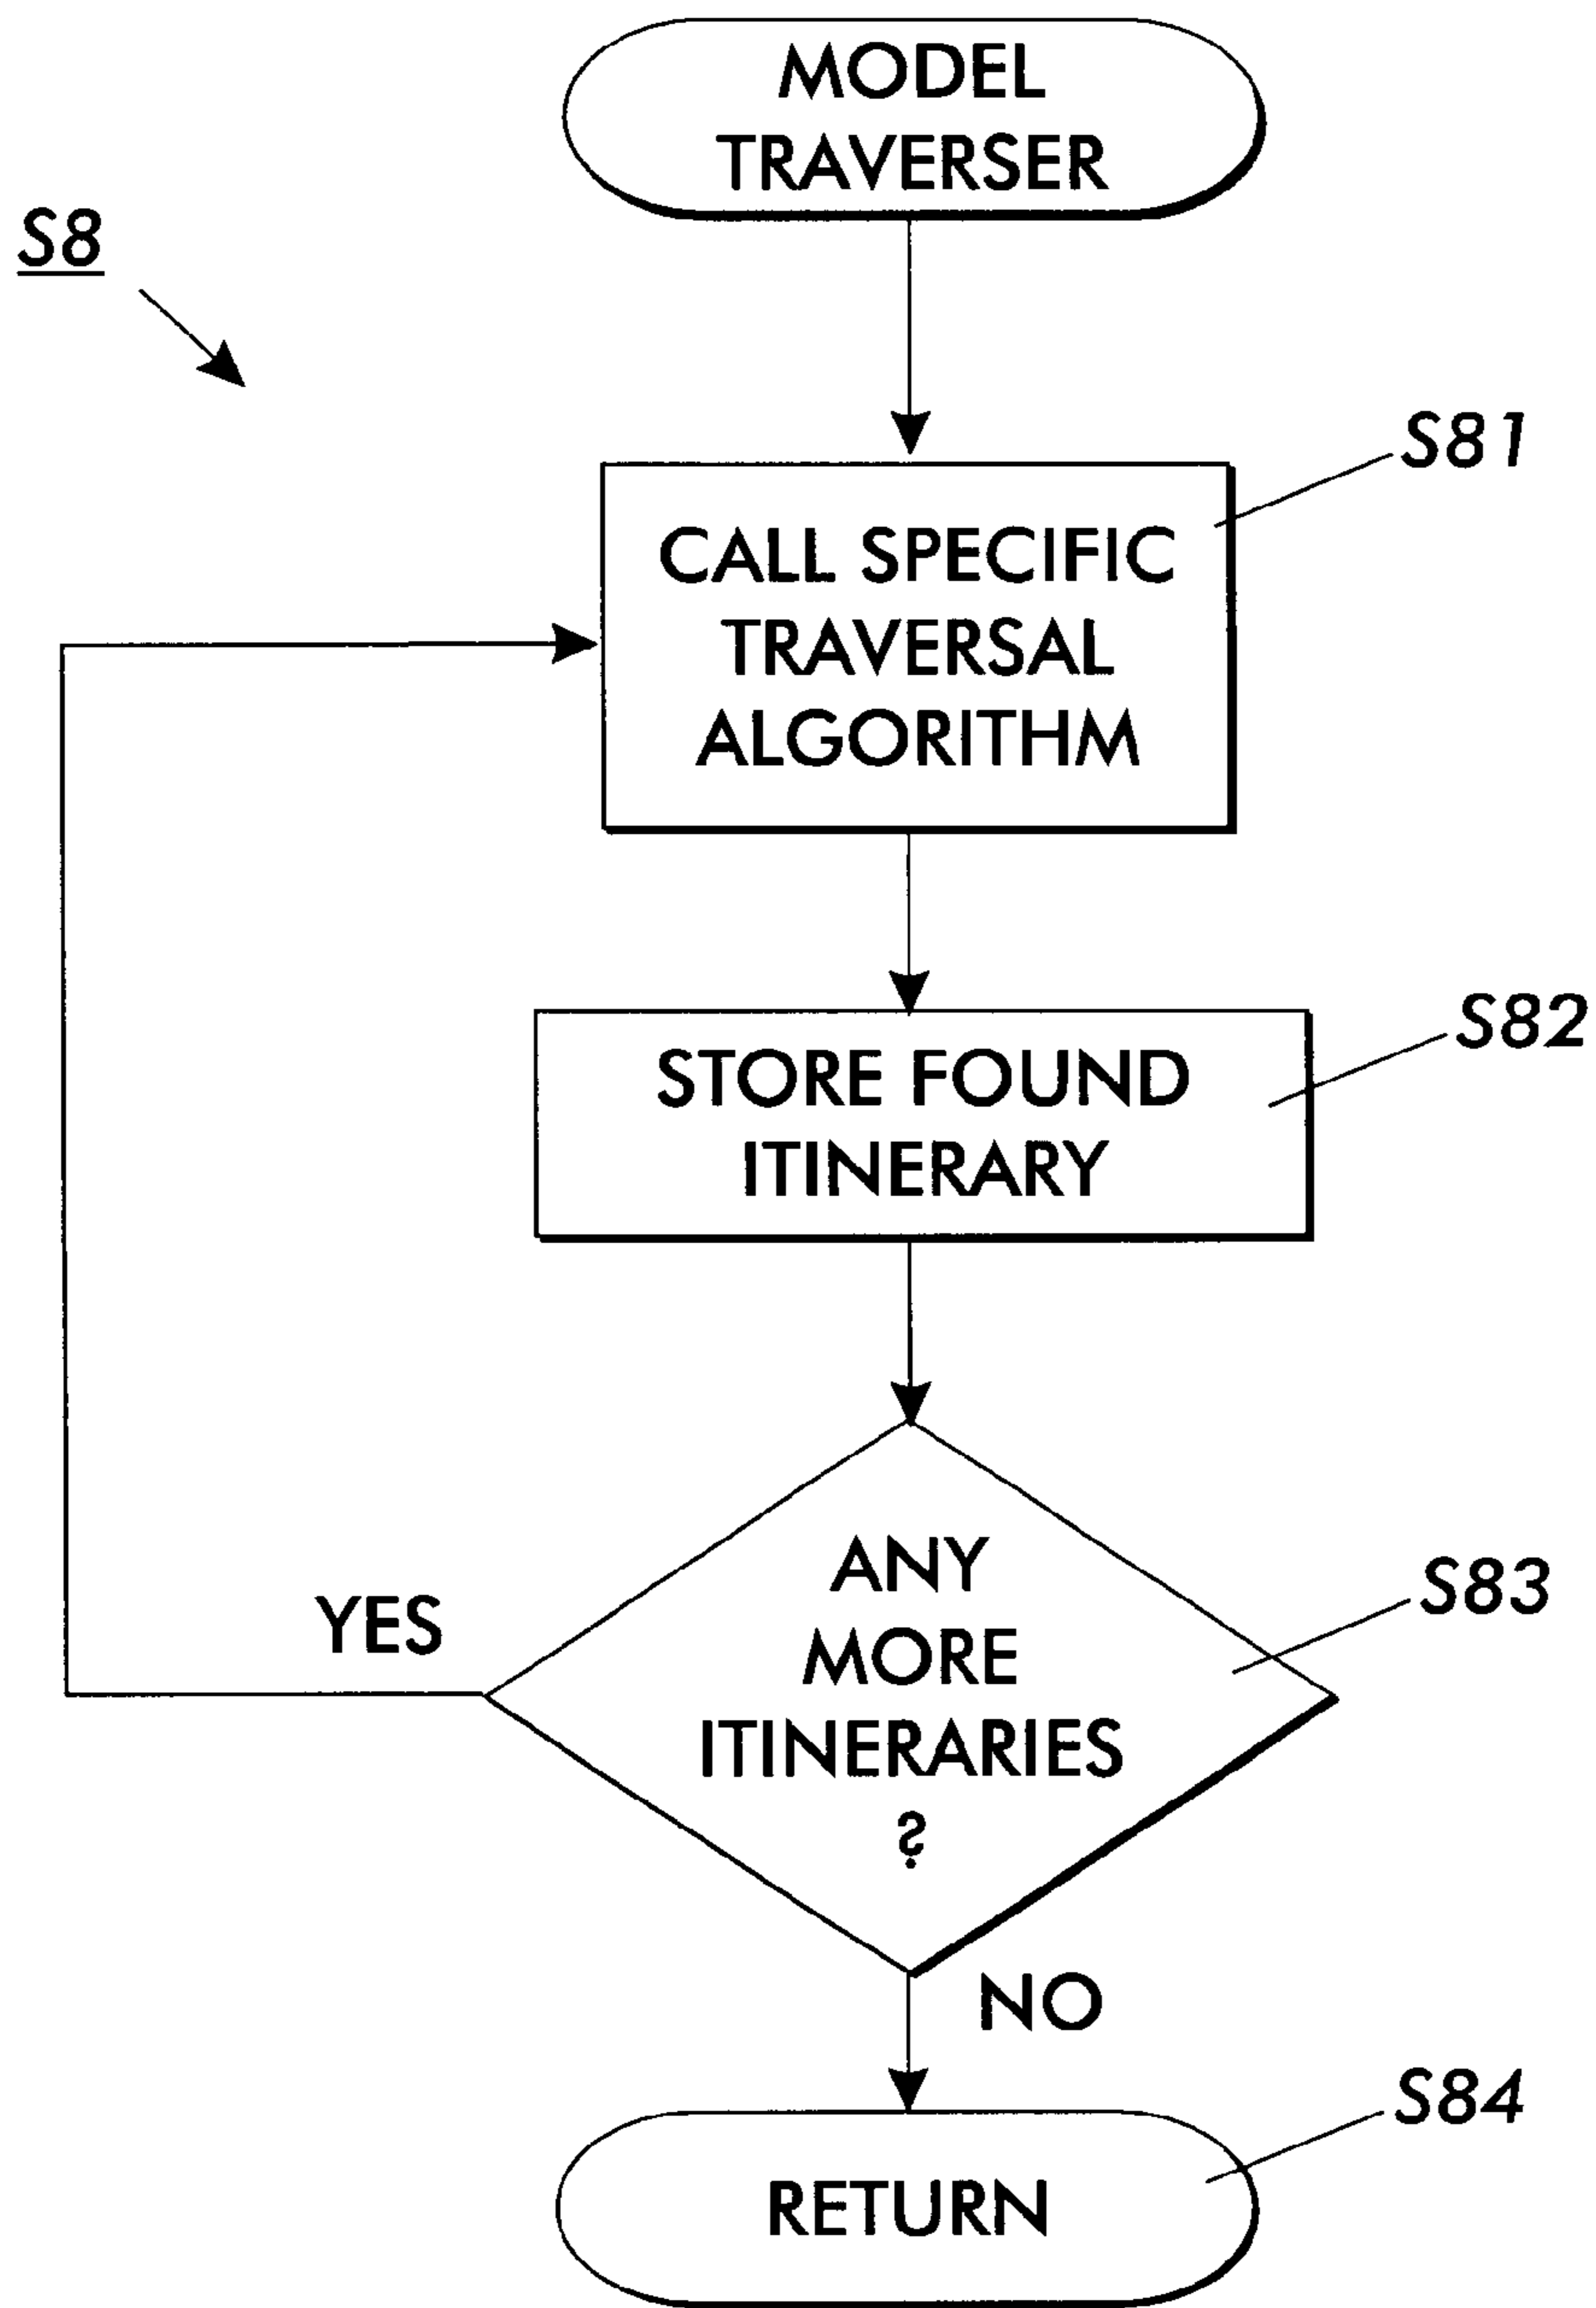 MODEL
TRAVERSER
S8
S81
CALL SPECIFIC
TRAVERSAL
ALGORITHM
S82
STORE FOUND
ITINERARY
S83
ANY
MORE
ITINERARIES
?
YES
NO
S84
RETURN